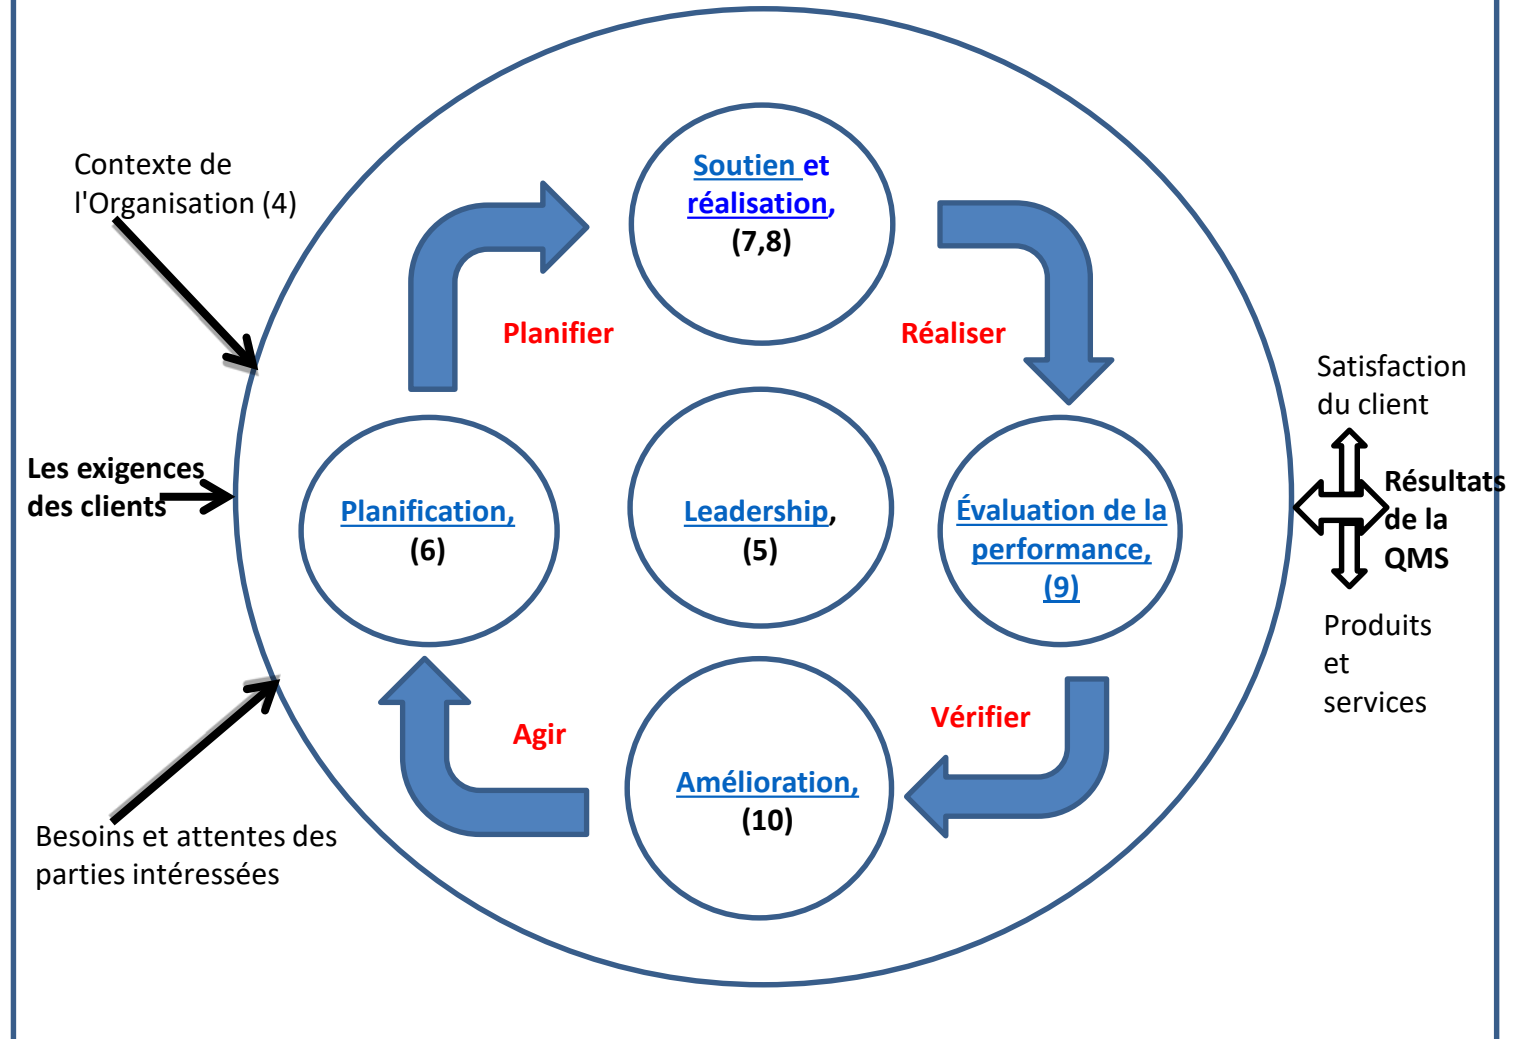 Contexte de
l'Organisation (4)
Soutien et
réalisation,
(7,8)
Planifier
Réaliser
Satisfaction
du client
Les exigences
des clients
Planification,
(6)
Leadership,
(5)
Évaluation de la
performance,
(9)
Résultats
de la
QMS
Produits
et
services
Agir
Vérifier
Amélioration,
(10)
Besoins et attentes des
parties intéressées